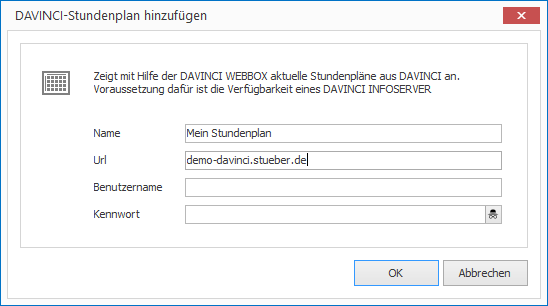 DAVINCI-Stundenplan hinzufügen
Zeigt mit Hilfe der DAVINCI WEBBOX aktuelle Stundenpläne aus DAVINCI an.
Voraussetzung dafür ist die Verfügbarkeit eines DAVINCI INFOSERVER
Name Mein Stundenplan
Url demo-davinci.stueber.de
Benutzername
Kennwort
OK Abbrechen